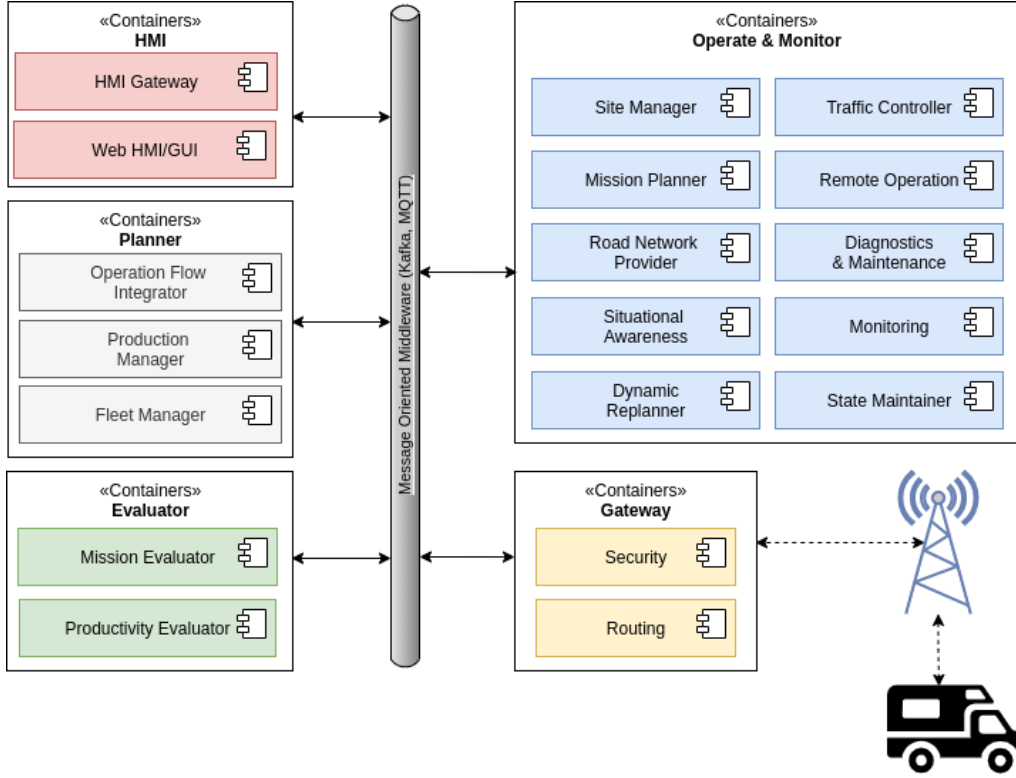 «Containers»
HMI
HMI Gateway
Web HMI/GUI
«Containers»
Planner
Operation Flow
Integrator
Production
Manager
Fleet Manager
«Containers»
Evaluator
Mission Evaluator
Productivity Evaluator
Message Oriented Middleware (Kafka, MQTT)
«Containers»
Operate & Monitor
Site Manager
Traffic Controller
Mission Planner
Remote Operation
Road Network
Provider
Diagnostics
& Maintenance
Situational
Awareness
Monitoring
Dynamic
Replanner
State Maintainer
«Containers»
Gateway
Security
Routing